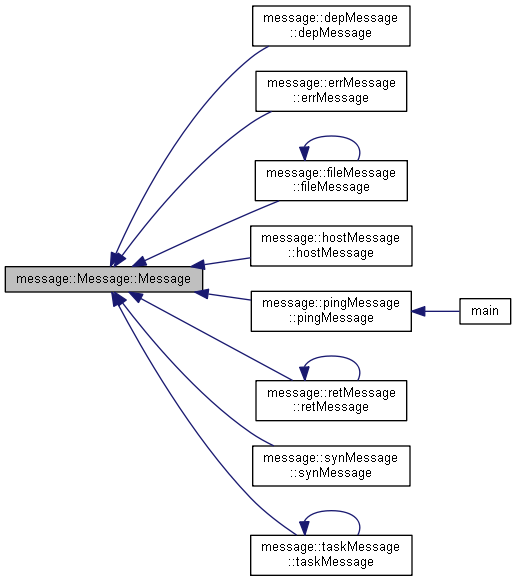 message::depMessage
::depMessage
message::errMessage
::errMessage
message::fileMessage
::fileMessage
message::hostMessage
::hostMessage
message::Message::Message
message::pingMessage
::pingMessage
main
message::retMessage
::retMessage
message::synMessage
::synMessage
message::taskMessage
::taskMessage